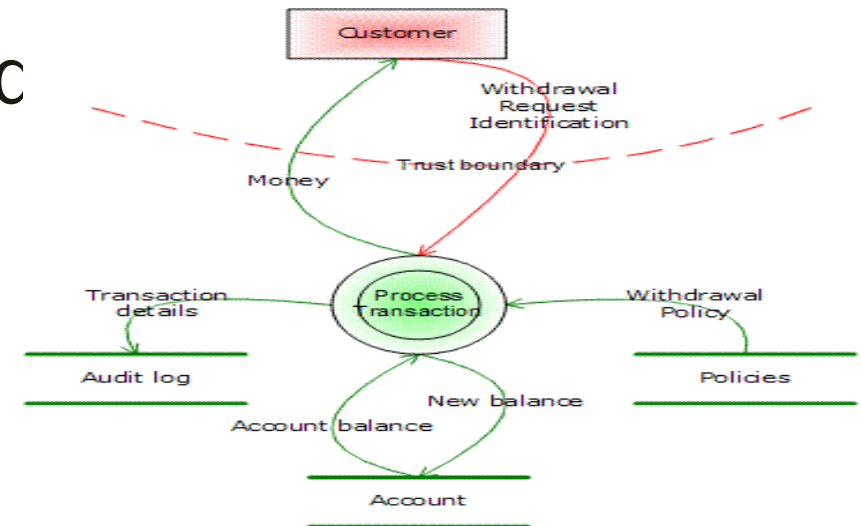 c
Customer
Withdrawal
Request
Identification
Trust boundary
Money
Process
Transaction
Transaction
details
Withdrawal
Policy
Audit log
Policies
New balance
Account balance
Account